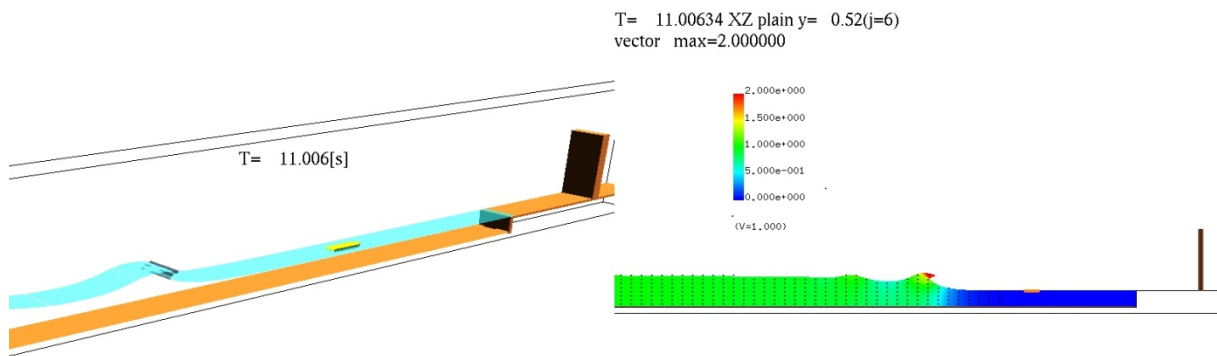 T= 11.006[s]
T= 11.00634 XZ plain y= 0.52(j=6)
vector max=2.000000
2.000e+000
1.500e+000
1.000e+000
5.000e-001
0.000e+000
(V=1.000)